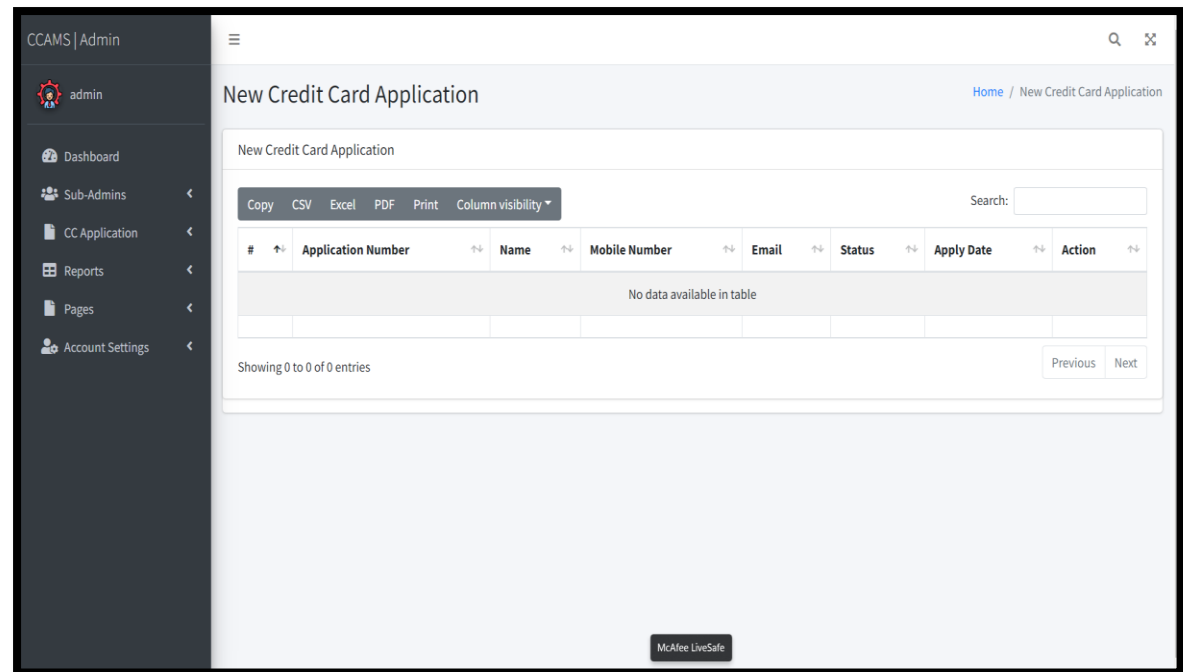 CCAMS | Admin
admin
Dashboard
Sub-Admins
CC Application
Reports
Pages
Account Settings
New Credit Card Application
Home / New Credit Card Application
New Credit Card Application
Copy CSV Excel PDF Print Column visibility
Search:
# Application Number Name Mobile Number Email Status Apply Date Action
No data available in table
Showing 0 to 0 of 0 entries
Previous Next
McAfee LiveSafe